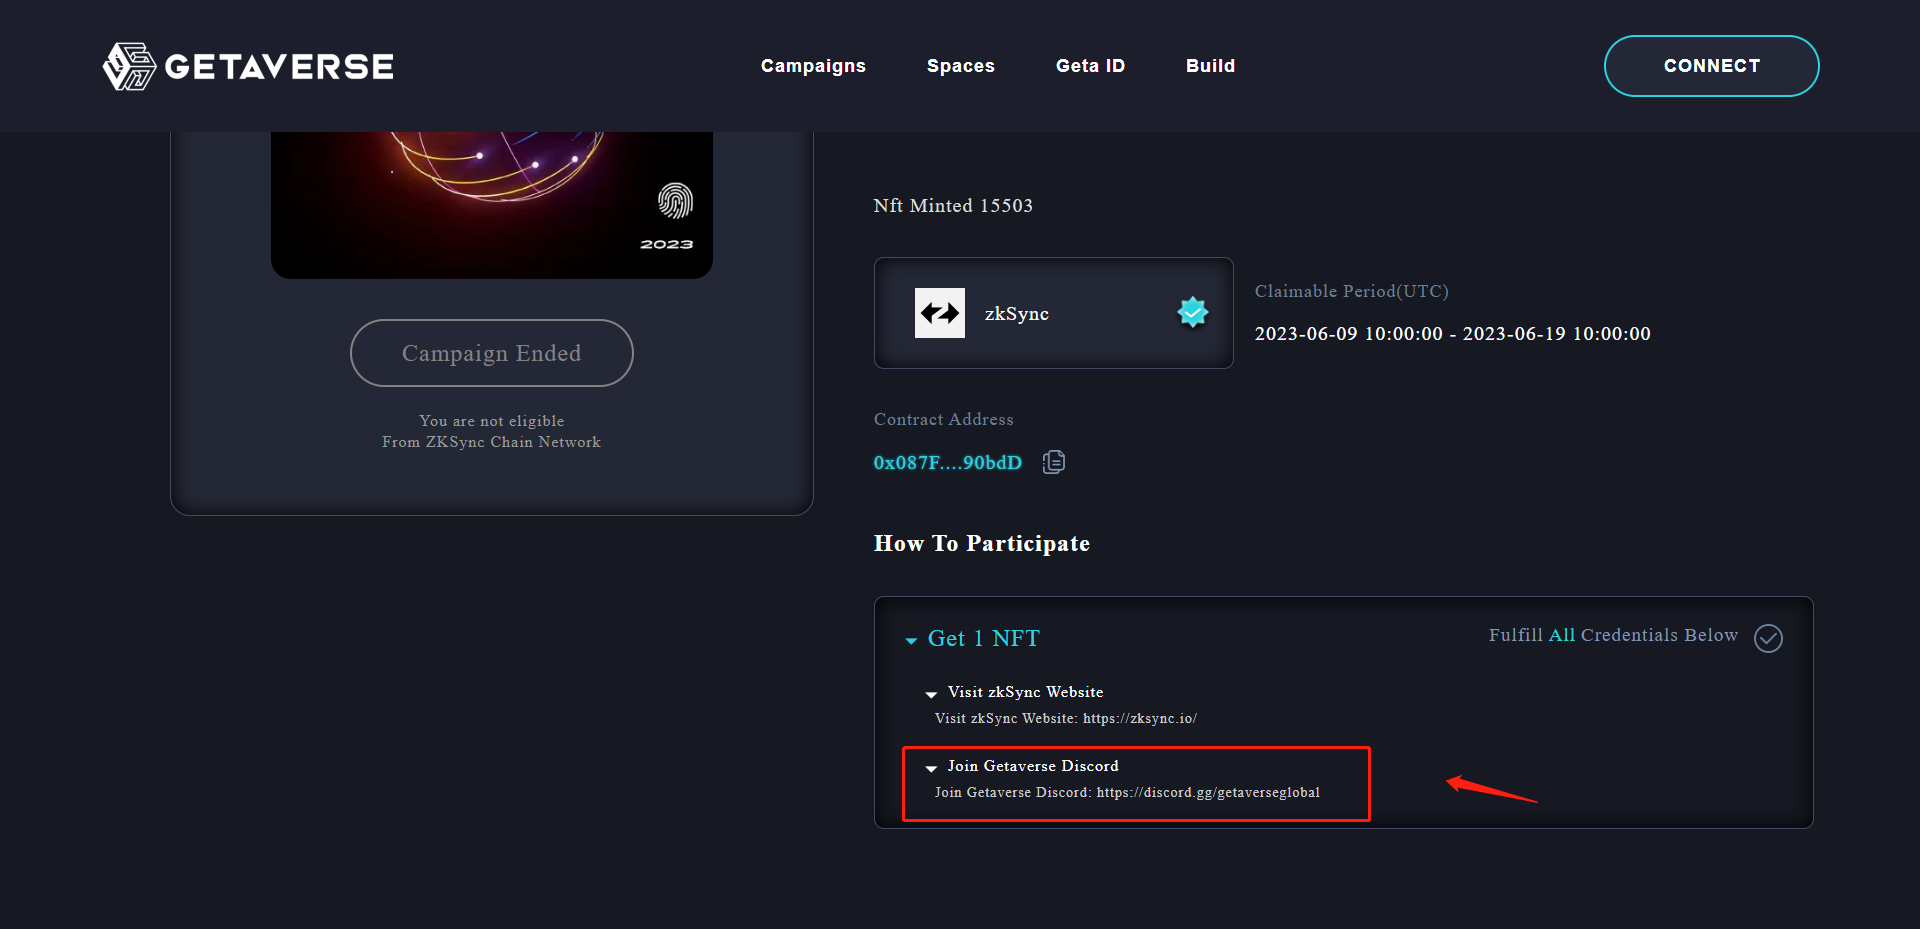 GETAVERSE
Campaigns
Spaces
Geta ID
Build
CONNECT
2023
Campaign Ended
You are not eligible
From ZKSync Chain Network
Nft Minted 15503
zkSync
Claimable Period(UTC)
2023-06-09 10:00:00 - 2023-06-19 10:00:00
Contract Address
0x087F....90bdD
How To Participate
Get 1 NFT
Fulfill All Credentials Below
Visit zkSync Website
Visit zkSync Website: https://zksync.io/
Join Getaverse Discord
Join Getaverse Discord: https://discord.gg/getaverseglobal